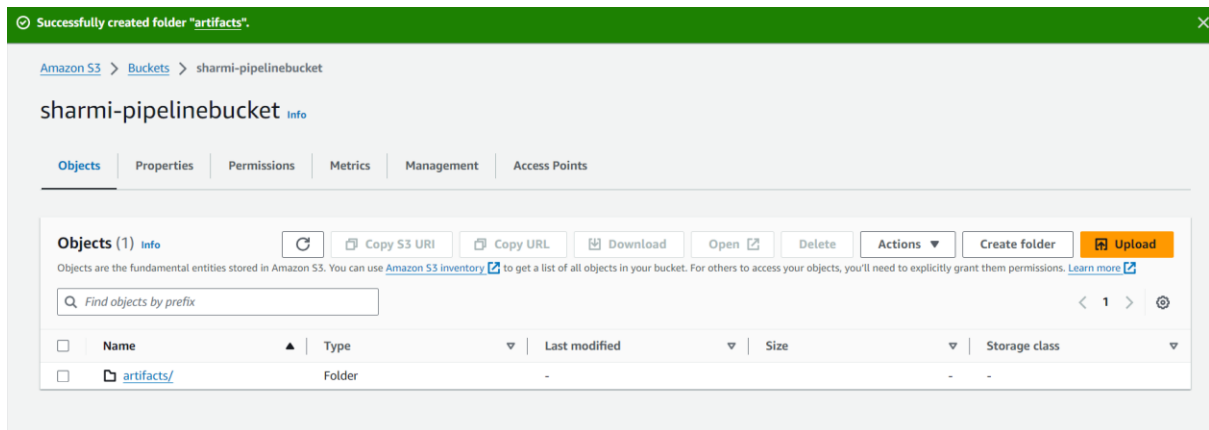 Successfully created folder "artifacts".
Amazon S3 > Buckets > sharmi-pipelinebucket
sharmi-pipelinebucket Info
Objects Properties Permissions Metrics Management Access Points
Objects (1) Info Copy S3 URI Copy URL Download Open Delete Actions Create folder Upload
Objects are the fundamental entities stored in Amazon S3. You can use Amazon S3 inventory to get a list of all objects in your bucket. For others to access your objects, you'll need to explicitly grant them permissions. Learn more
Find objects by prefix < 1 >
Name Type Last modified Size Storage class
artifacts/ Folder - - -